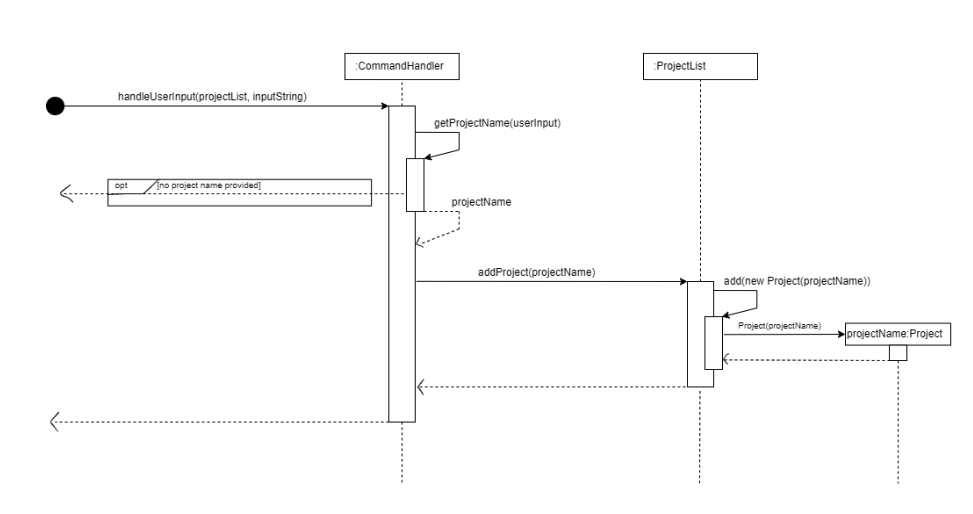 :CommandHandler
:ProjectList
handleUserInput(projectList, inputString)
getProjectName(userInput)
opt
[no project name provided]
projectName
addProject(projectName)
add(new Project(projectName))
Project(projectName)
projectName:Project